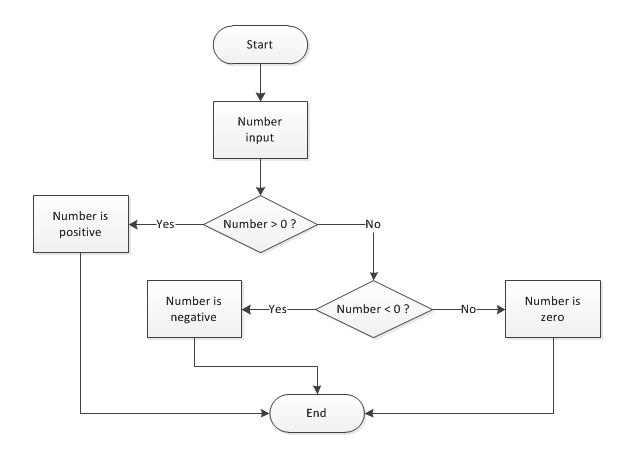 Start
Number
input
Number > 0 ?
Yes
No
Number is
positive
Number < 0 ?
Yes
No
Number is
negative
Number is
zero
End